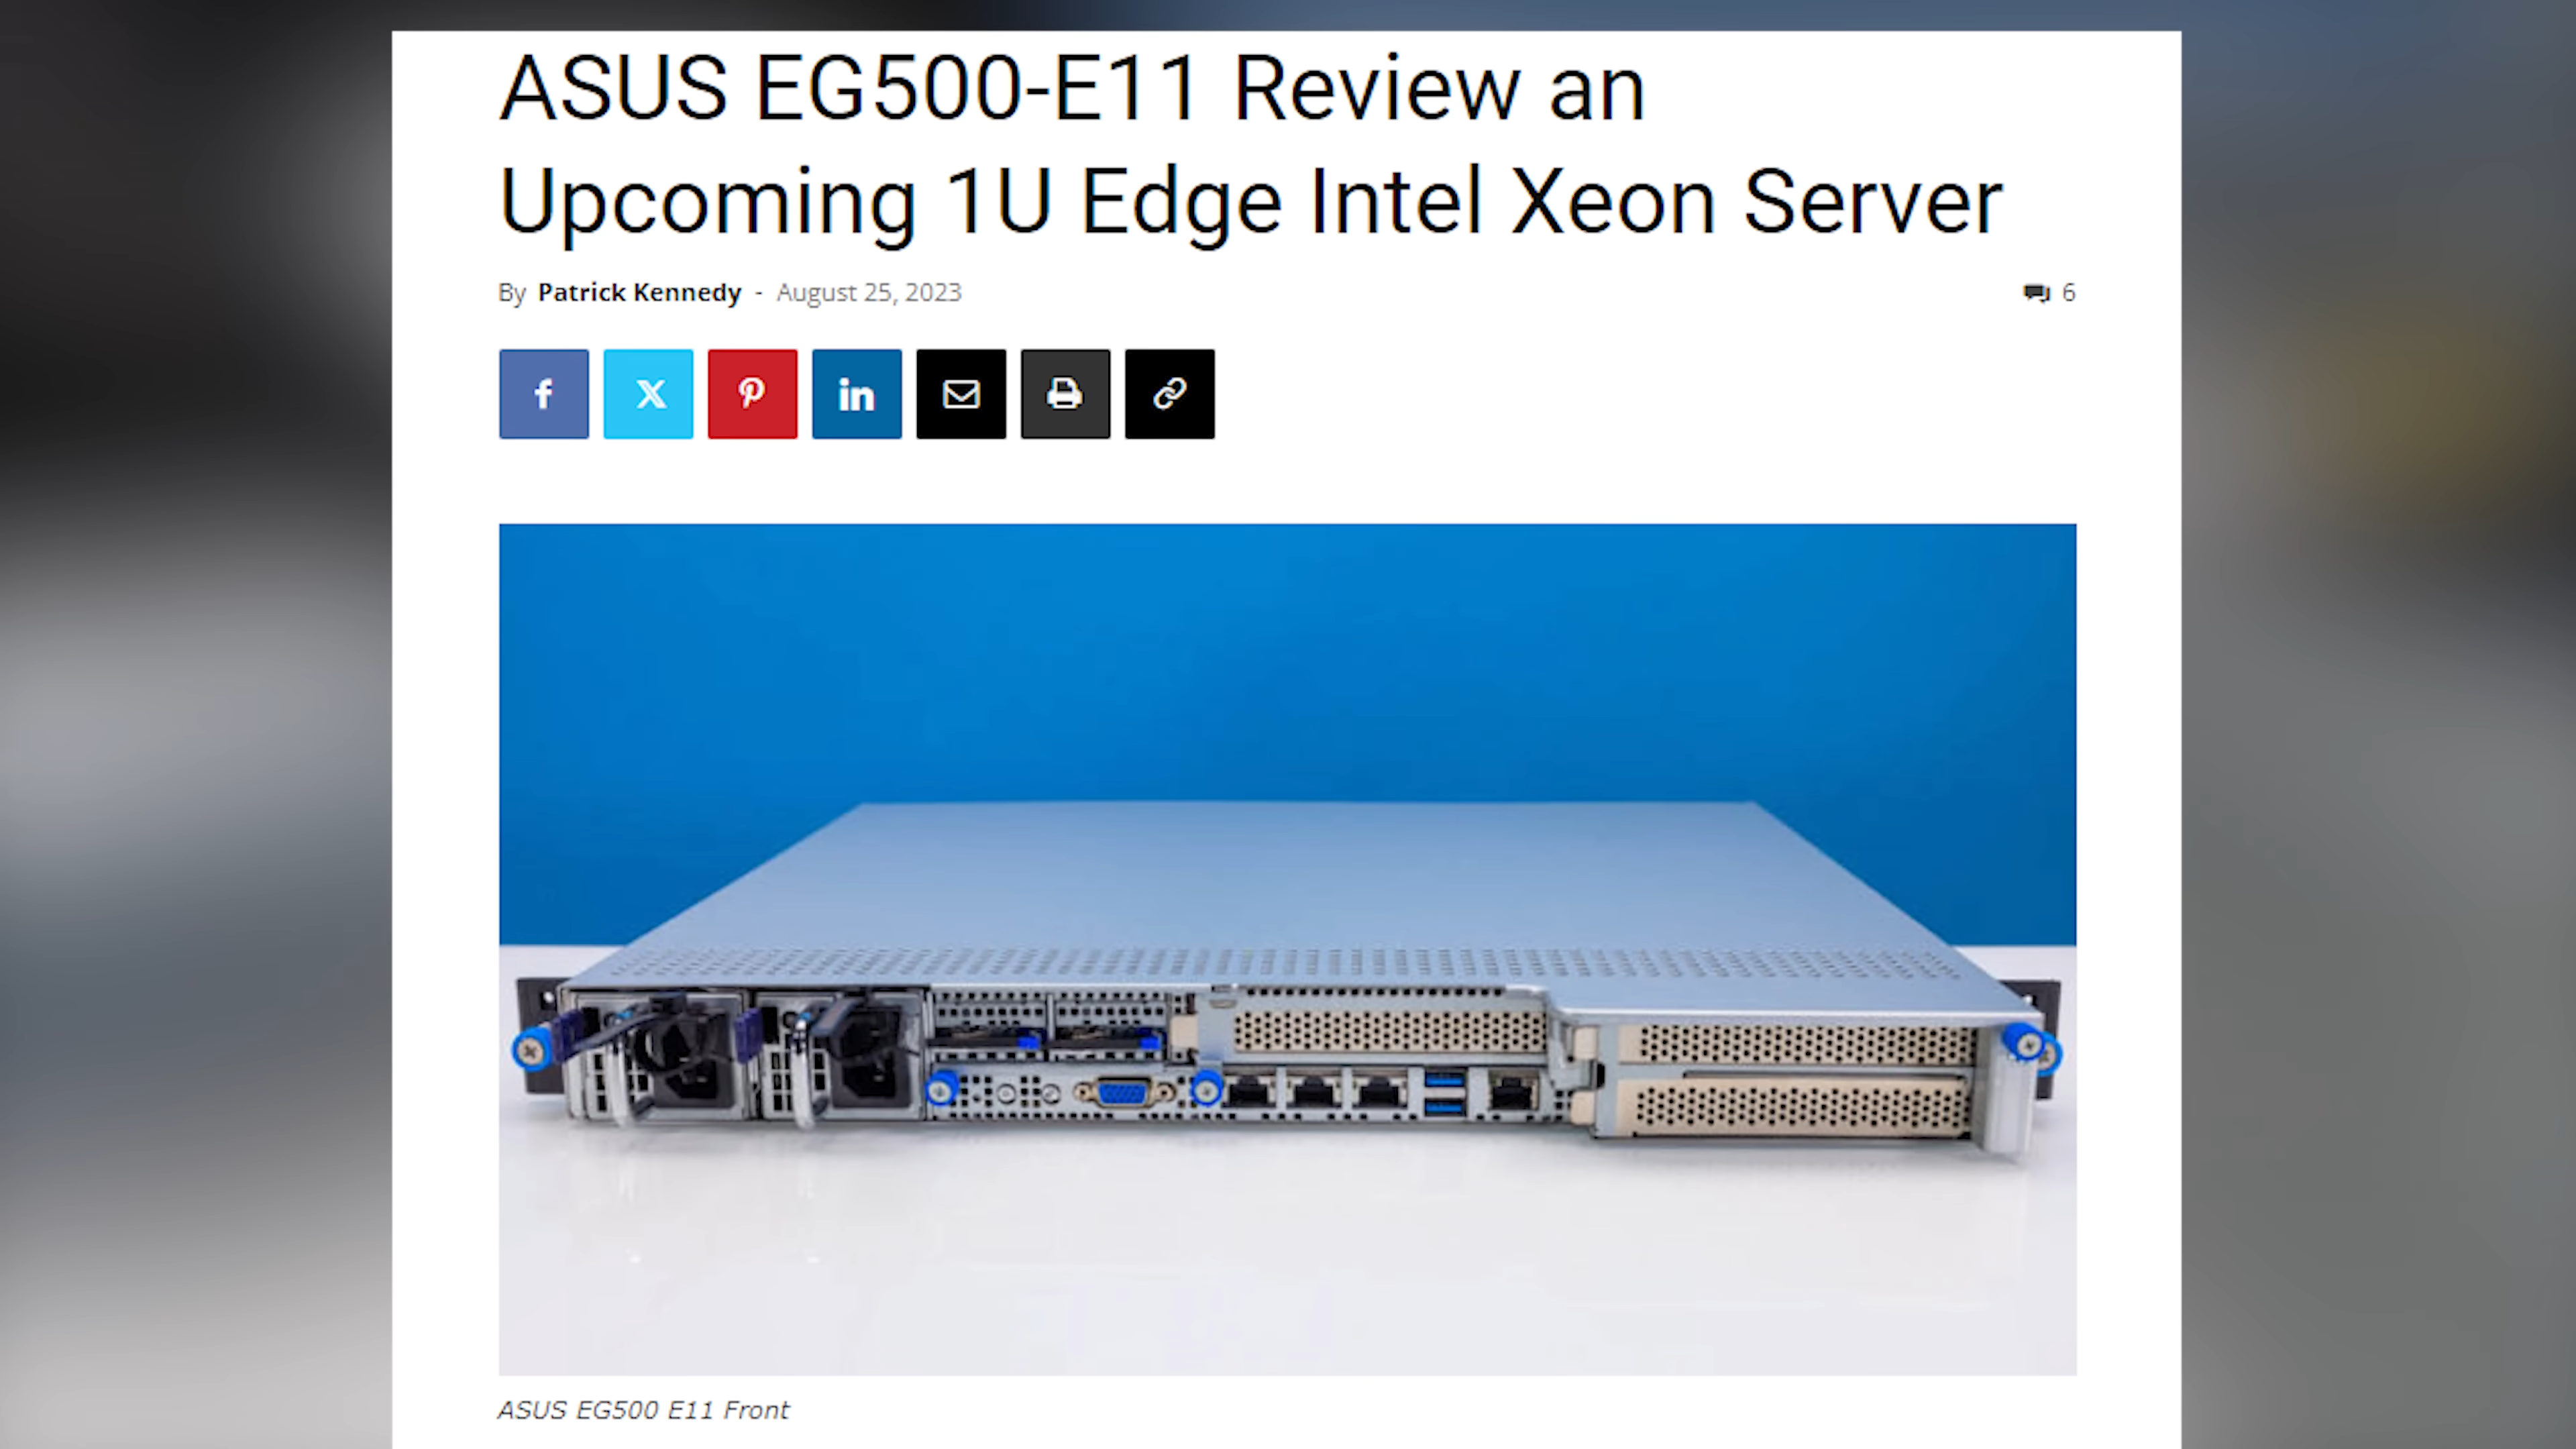 ASUS EG500-E11 Review an
Upcoming 1U Edge Intel Xeon Server
By Patrick Kennedy - August 25, 2023
6
f X in
ASUS EG500 E11 Front